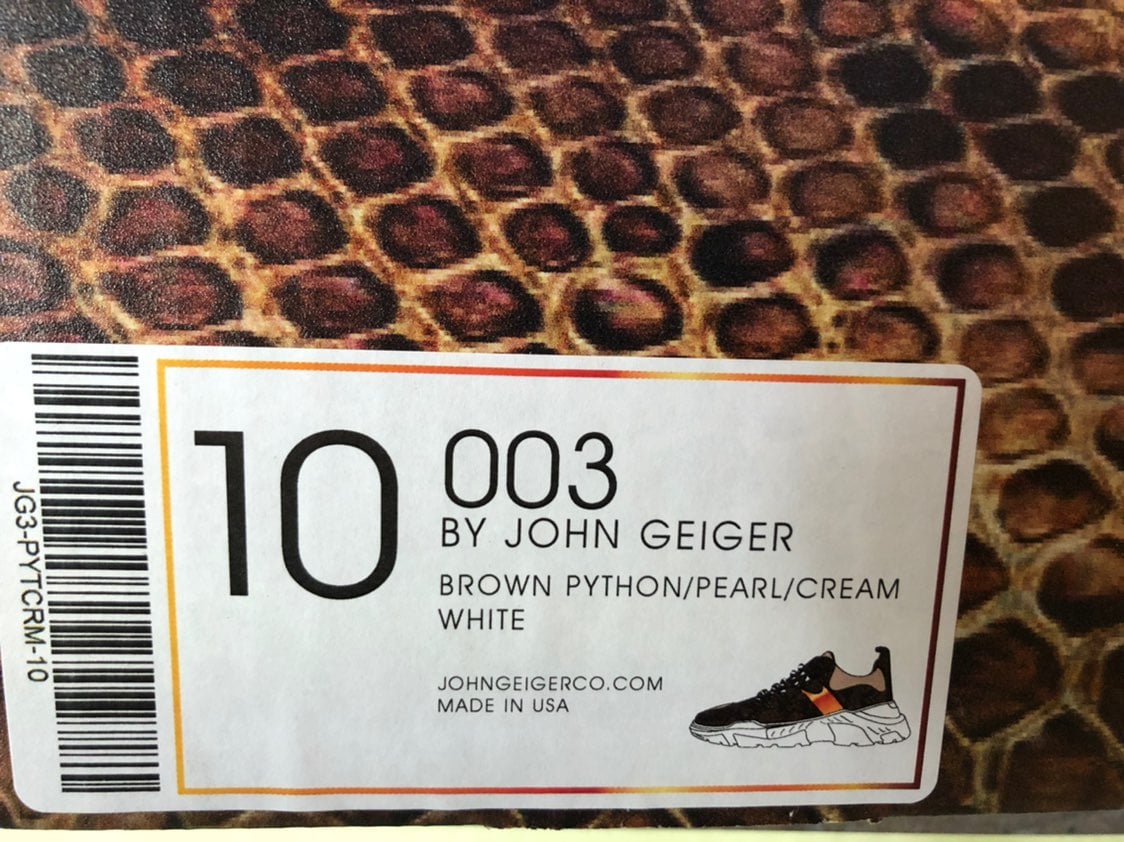 JG3-PYTCRM-10
10
003
BY JOHN GEIGER
BROWN PYTHON/PEARL/CREAM
WHITE
JOHNGEIGERCO.COM
MADE IN USA